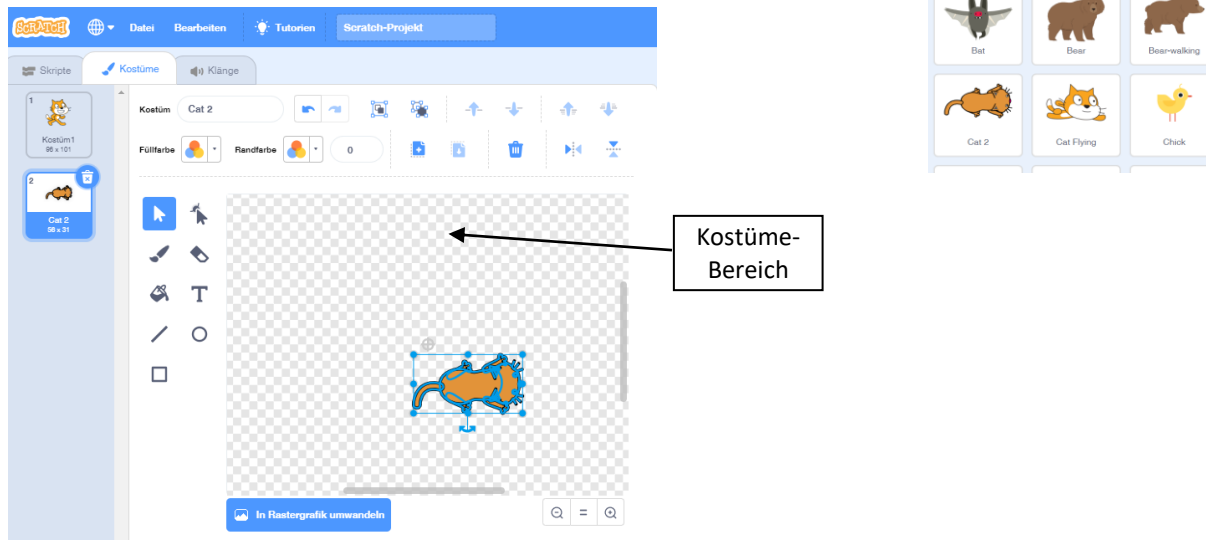 SCRATCH
Datei Bearbeiten Tutorien Scratch-Projekt
Skripte Kostüme Klänge
1
Kostüm1
96 x 101
2
Cat 2
58 x 31
Kostüm Cat 2
Füllfarbe Randfarbe 0
T
In Rastergrafik umwandeln
=
Kostüme-
Bereich
Bat Bear Bear-walking
Cat 2 Cat Flying Chick